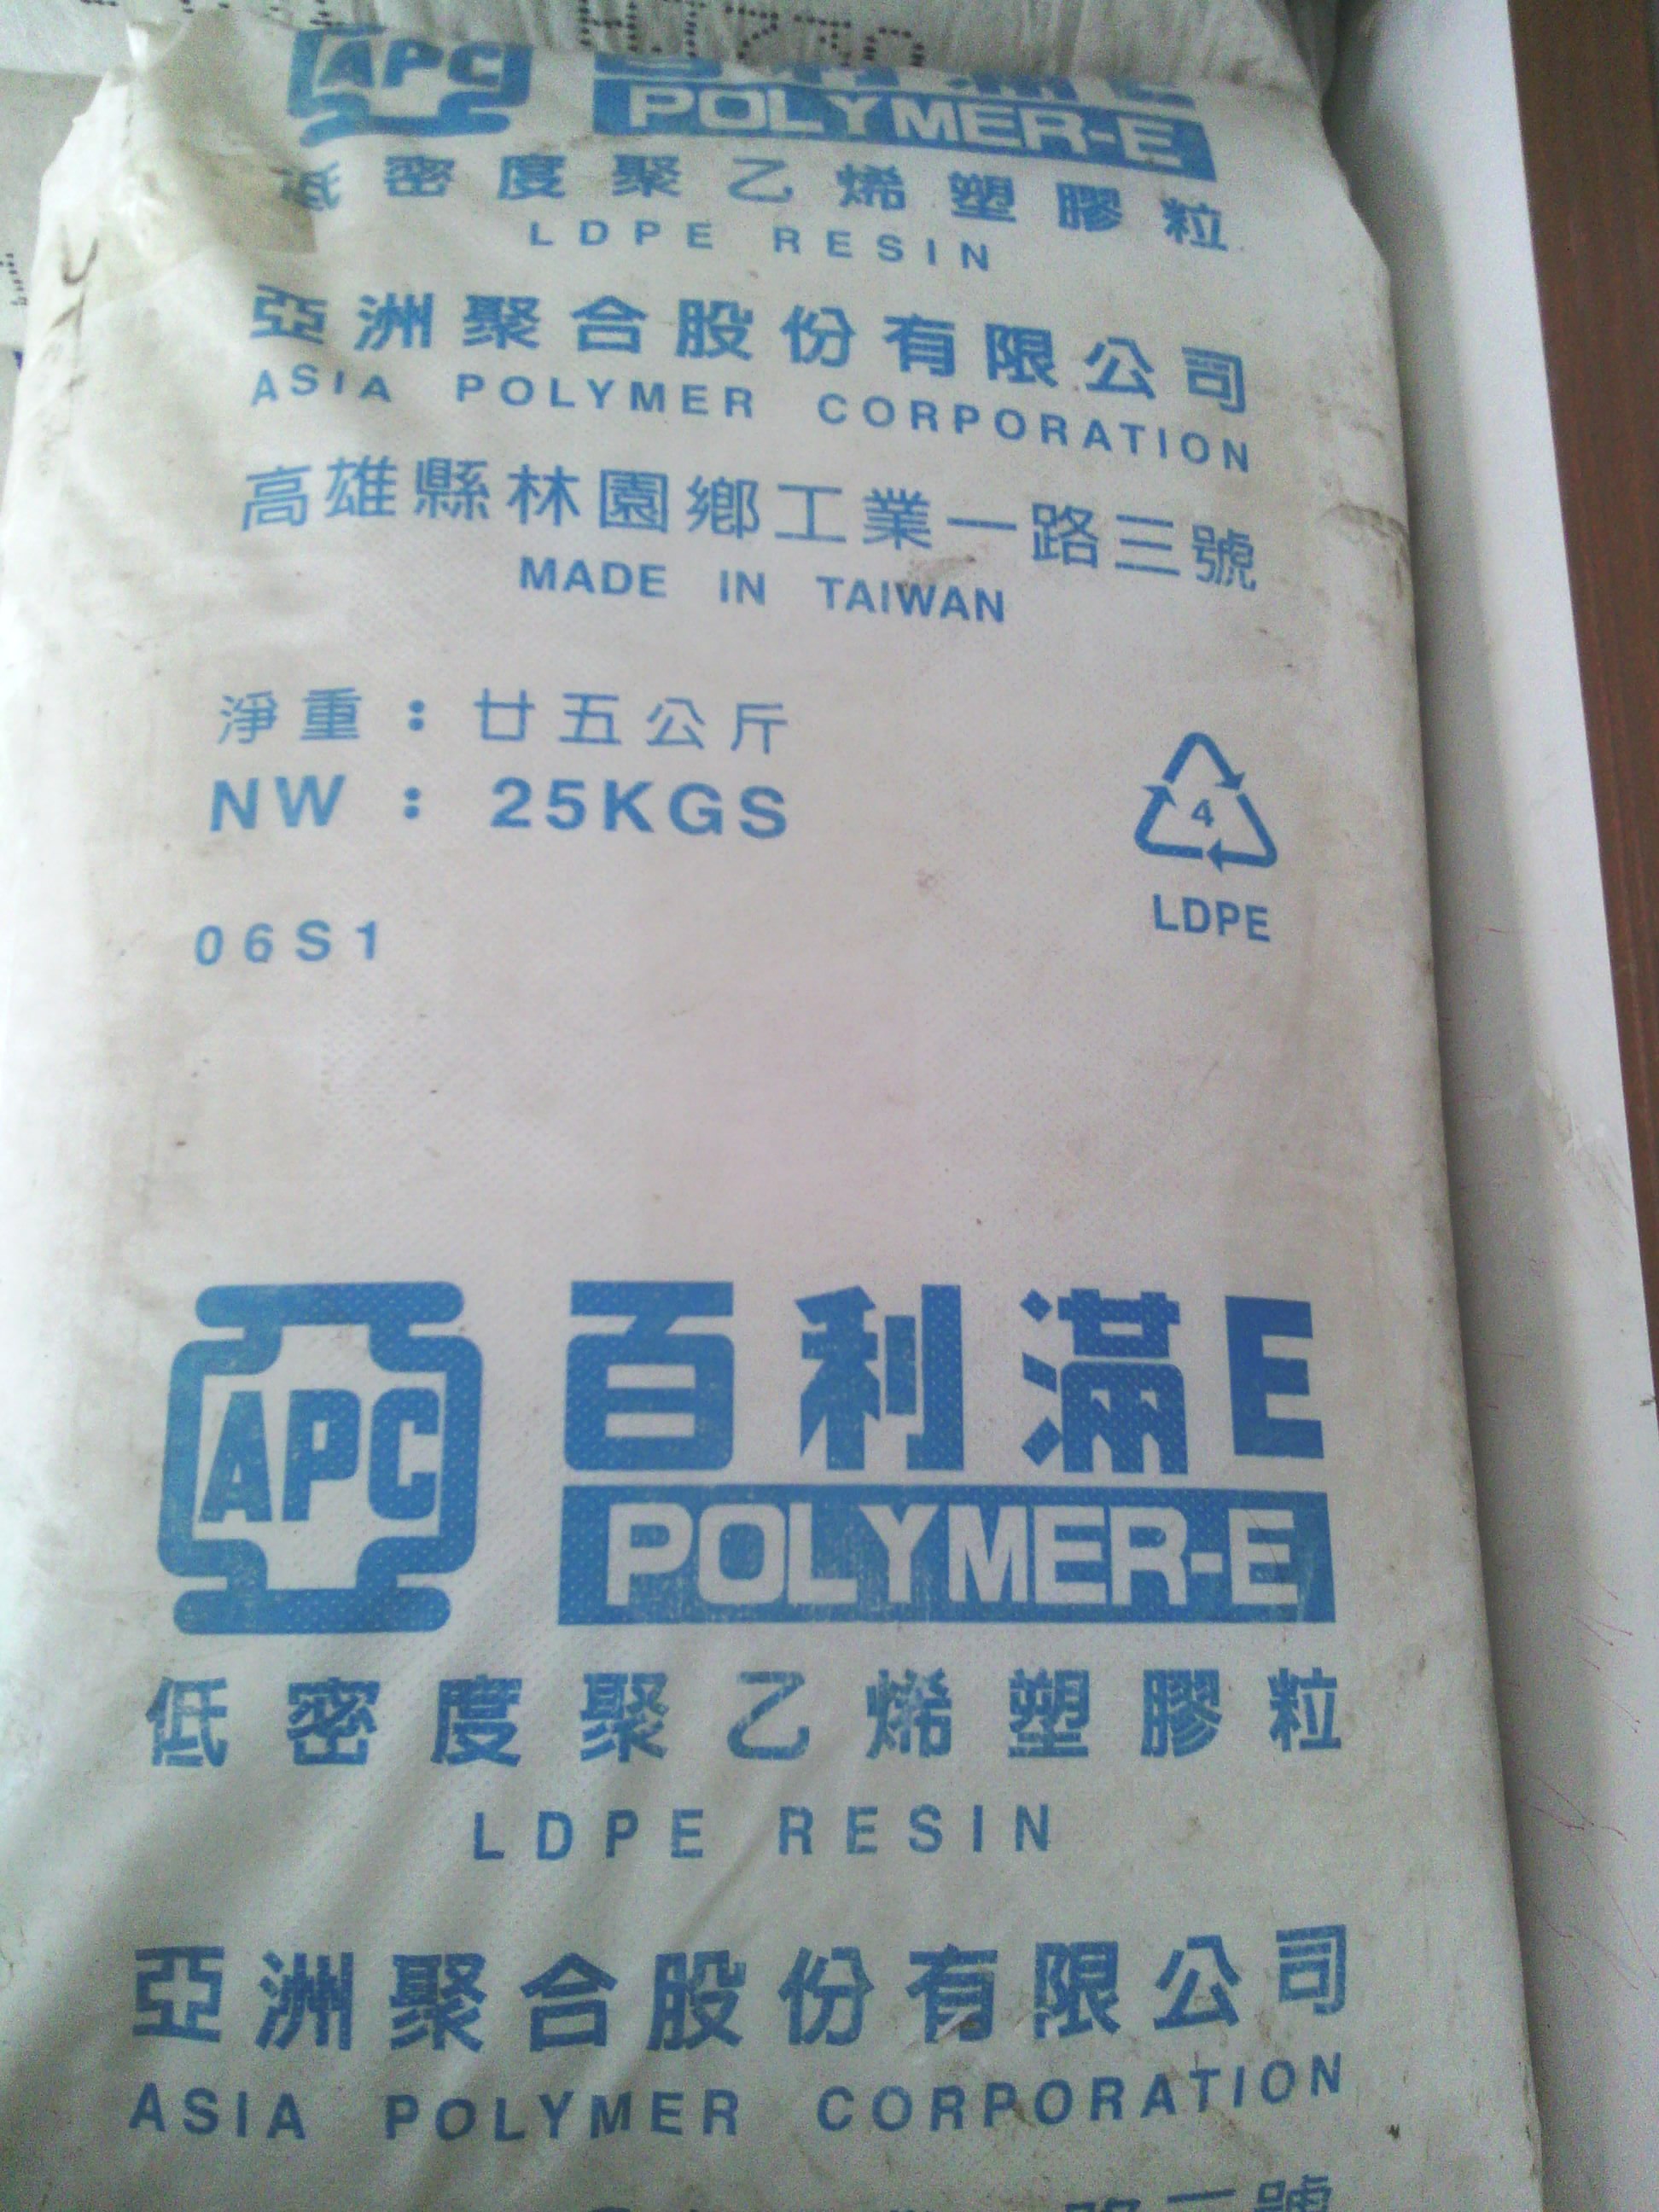 APC
POLYMER-E
低密度聚乙烯塑膠粒
LDPE RESIN
亞洲聚合股份有限公司
ASIA POLYMER CORPORATION
高雄縣林園鄉工業一路三號
MADE IN TAIWAN
淨重：廿五公斤
NW : 25KGS
4
LDPE
06S1
APC
百利滿E
POLYMER-E
低密度聚乙烯塑膠粒
LDPE RESIN
亞洲聚合股份有限公司
ASIA POLYMER CORPORATION